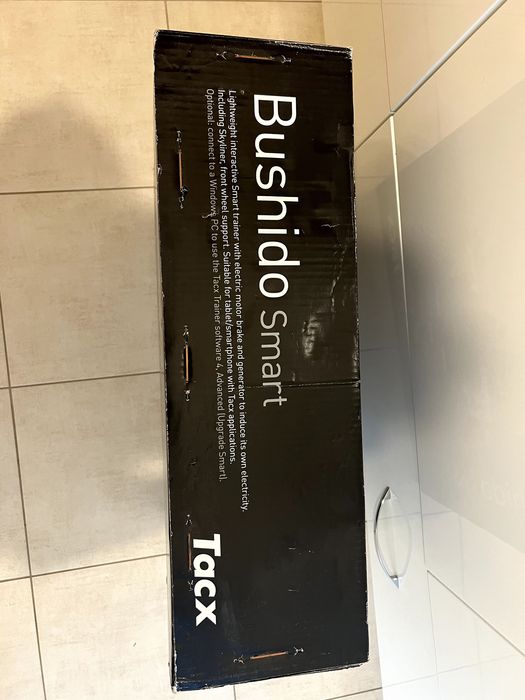 Bushido Smart
Lightweight interactive Smart trainer with electric motor brake and generator to induce its own electricity.
Including Skyliner, front wheel support. Suitable for tablet/smartphone with Tacx applications.
Optional: connect to a Windows PC to use the Tacx Trainer software 4, Advanced (Upgrade Smart).
Tacx